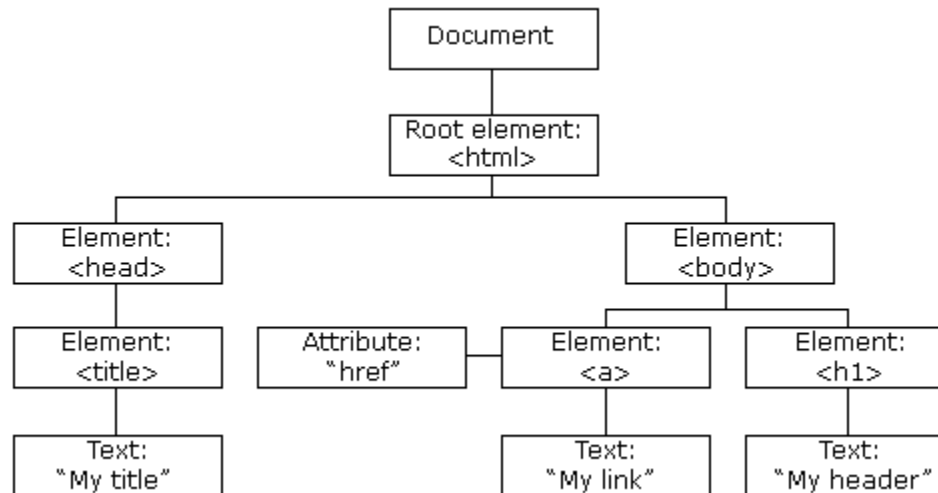 Document
Root element:
<html>
Element:
<head>
Element:
<body>
Element:
<title>
Attribute:
“href”
Element:
<a>
Element:
<h1>
Text:
“My title”
Text:
“My link”
Text:
“My header”